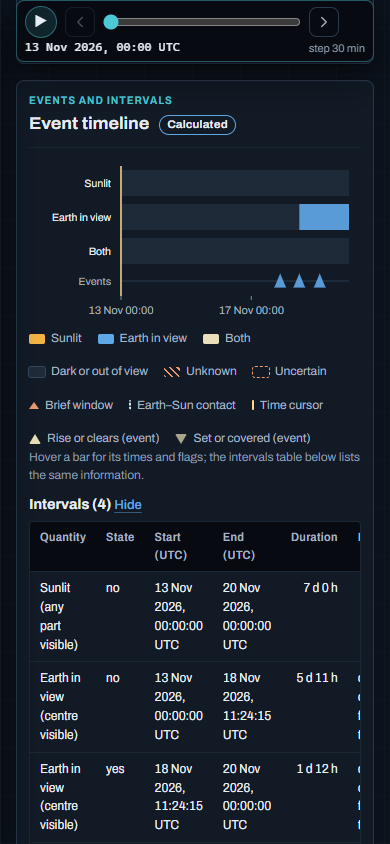 13 Nov 2026, 00:00 UTC
step 30 min
EVENTS AND INTERVALS
Event timeline Calculated
Sunlit
Earth in view
Both
Events
13 Nov 00:00 17 Nov 00:00
Sunlit Earth in view Both
Dark or out of view Unknown Uncertain
Brief window Earth–Sun contact Time cursor
Rise or clears (event) Set or covered (event)
Hover a bar for its times and flags; the intervals table below lists
the same information.
Intervals (4) Hide
Quantity State Start End Duration
(UTC) (UTC)
Sunlit no 13 Nov 20 Nov 7 d 0 h
(any 2026, 2026,
part 00:00:00 00:00:00
visible) UTC UTC
Earth in no 13 Nov 18 Nov 5 d 11 h
view 2026, 2026,
(centre 00:00:00 11:24:15
visible) UTC UTC
Earth in yes 18 Nov 20 Nov 1 d 12 h
view 2026, 2026,
(centre 11:24:15 00:00:00
visible) UTC UTC